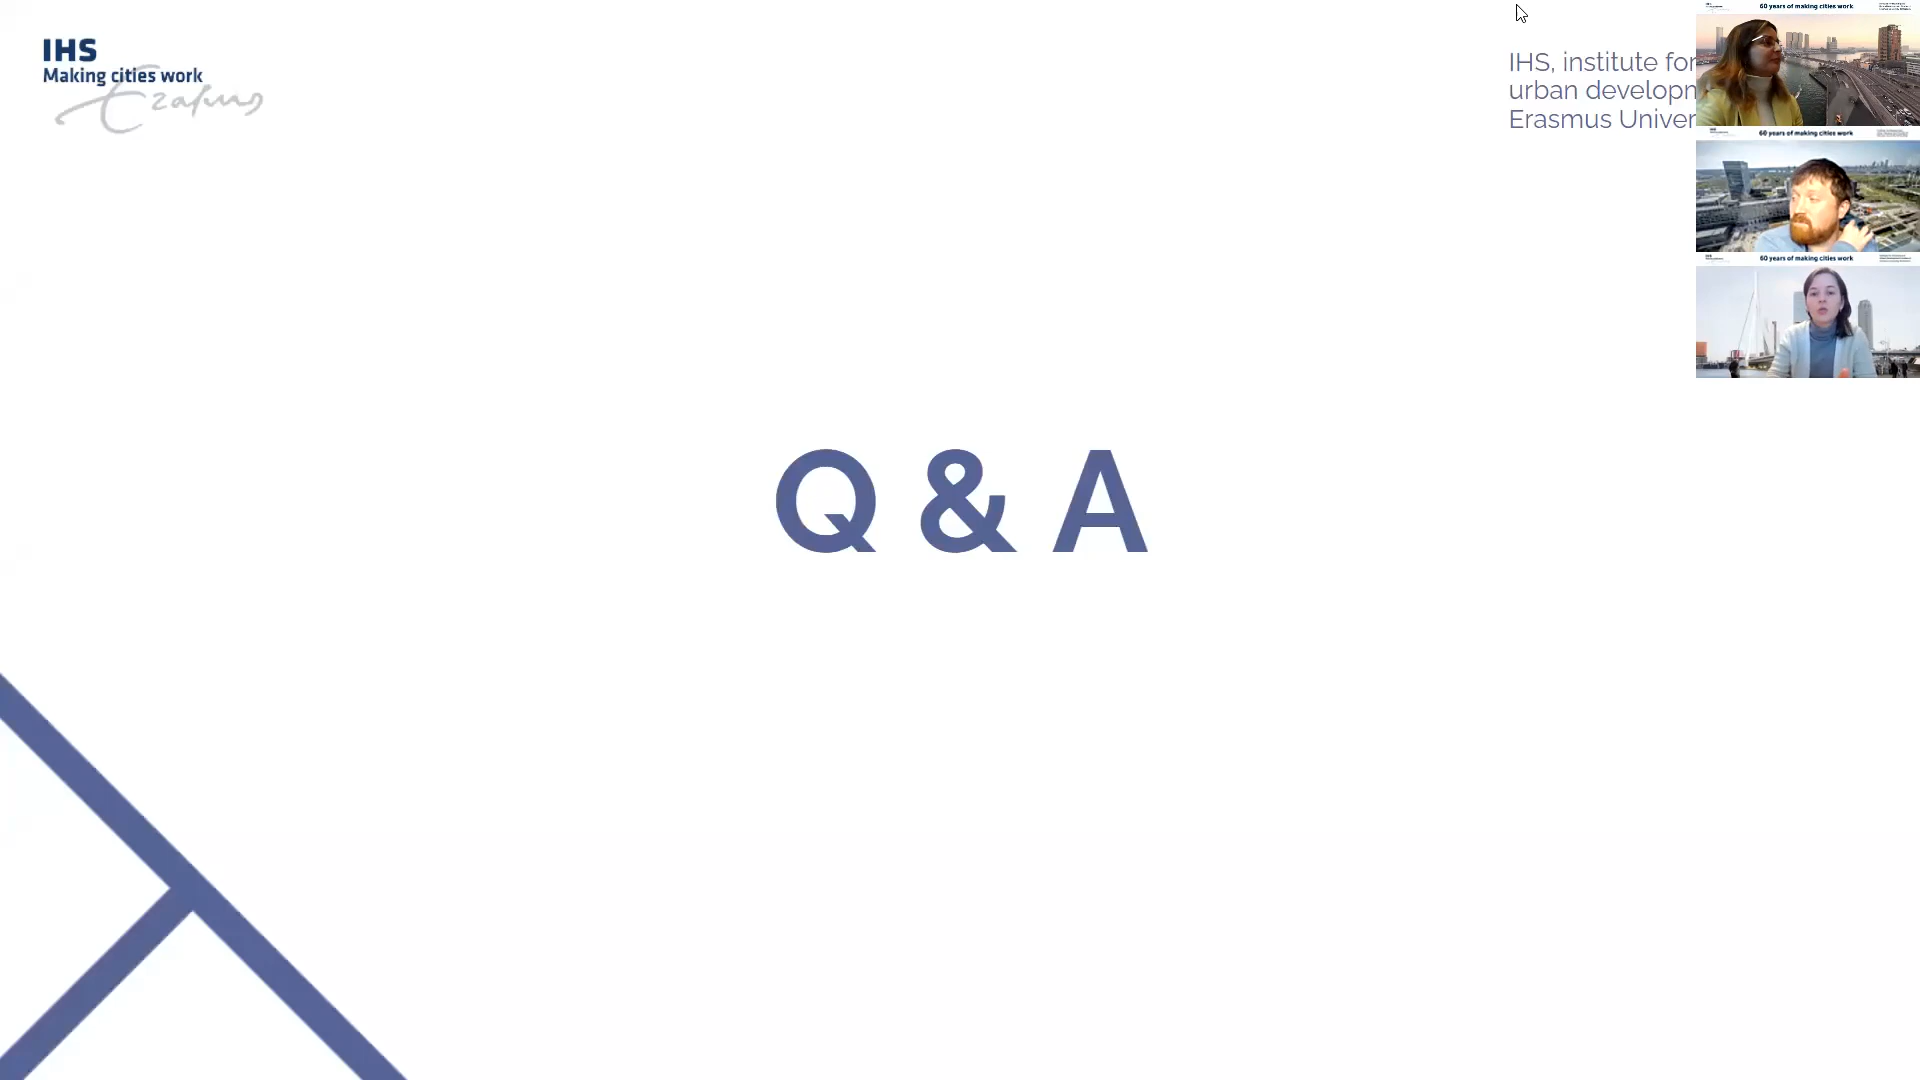 IHS
Making cities work
Erasmus
IHS, institute for
urban developm
Erasmus Univer
60 years of making cities work
60 years of making cities work
60 years of making cities work
Q & A